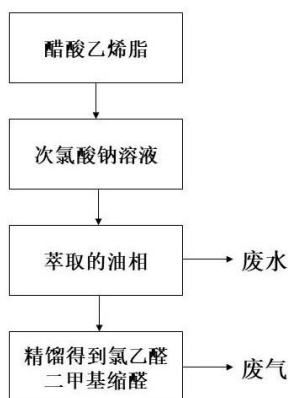 醋酸乙烯脂
次氯酸钠溶液
萃取的油相
废水
精馏得到氯乙醛
二甲基缩醛
废气